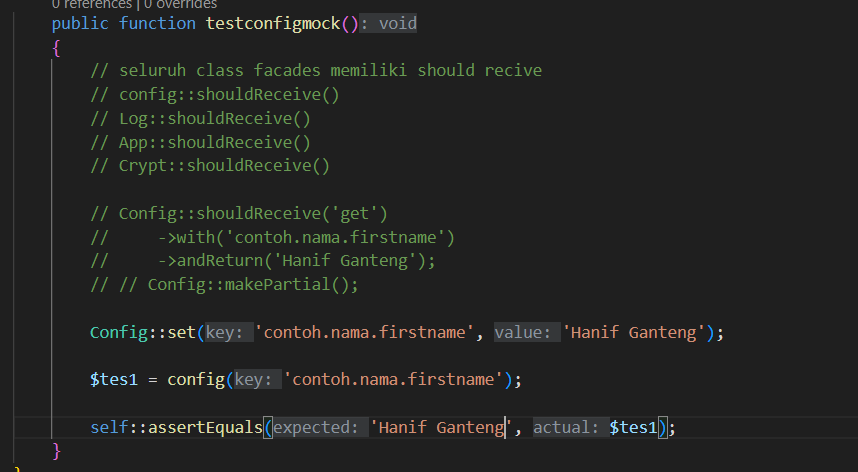 0 references | 0 overrides
public function testconfigmock(): void
{
// seluruh class facades memiliki should recive
// config::shouldReceive()
// Log::shouldReceive()
// App::shouldReceive()
// Crypt::shouldReceive()
// Config::shouldReceive('get')
//     ->with('contoh.nama.firstname')
//     ->andReturn('Hanif Ganteng');
// // Config::makePartial();
Config::set(key: 'contoh.nama.firstname', value: 'Hanif Ganteng');
$tes1 = config(key: 'contoh.nama.firstname');
self::assertEquals(expected: 'Hanif Ganteng', actual: $tes1);
}
}